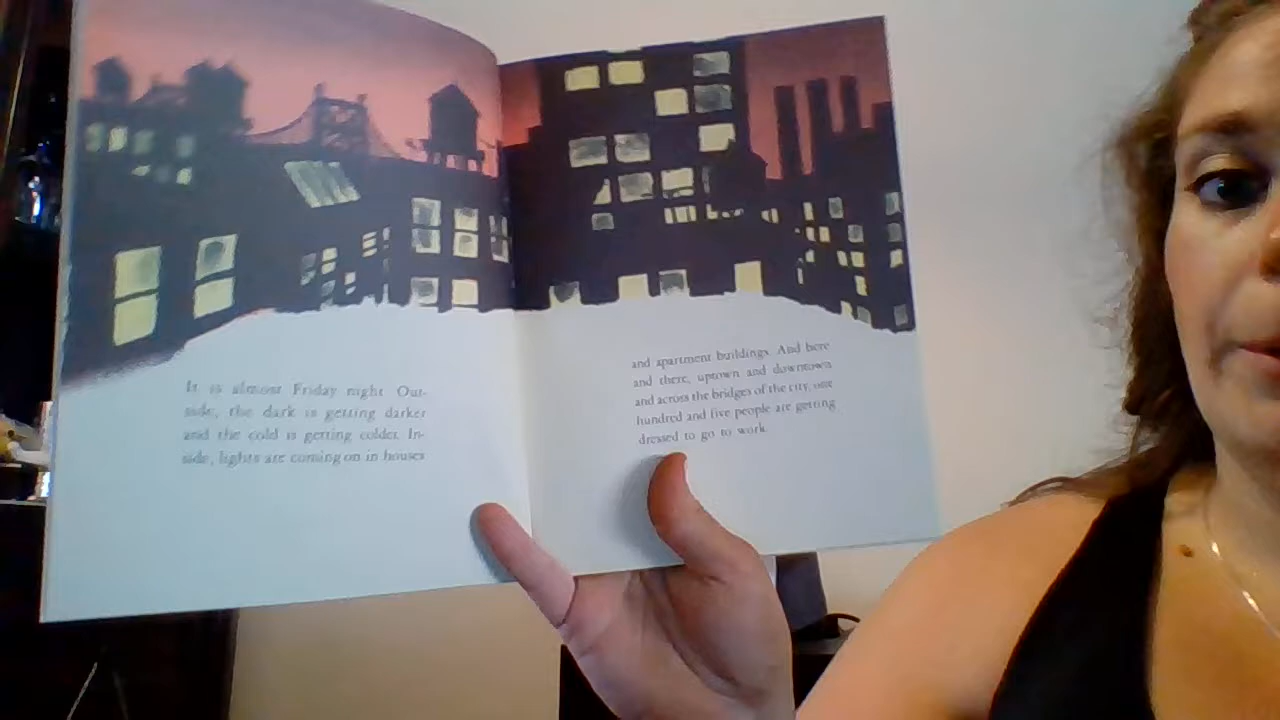 It is almost Friday night. Out-
side, the dark is getting darker
and the cold is getting colder. In-
side, lights are coming on in houses
and apartment buildings. And here
and there, uptown and downtown
and across the bridges of the city, one
hundred and five people are getting
dressed to go to work.